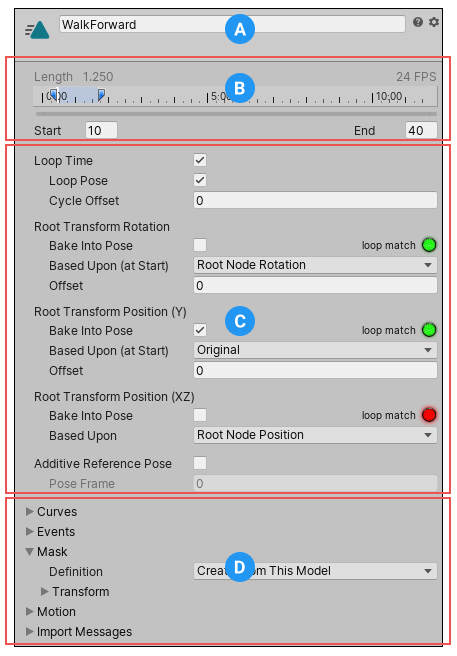 WalkForward
A
Length 1.250 24 FPS
B
0:00 5:00 10:00
Start 10 End 40
Loop Time
Loop Pose
Cycle Offset 0
Root Transform Rotation
Bake Into Pose loop match
Based Upon (at Start) Root Node Rotation
Offset 0
Root Transform Position (Y)
C
Bake Into Pose loop match
Based Upon (at Start) Original
Offset 0
Root Transform Position (XZ)
Bake Into Pose loop match
Based Upon Root Node Position
Additive Reference Pose
Pose Frame 0
Curves
Events
Mask
D
Definition From This Model
Transform
Motion
Import Messages